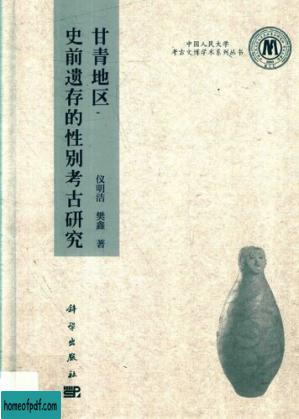 甘青地区
史前遗存的性别考古研究
仪明洁 樊鑫 著
中国人民大学
考古文博学术系列丛书
科学出版社
SP
homeofpdf.com